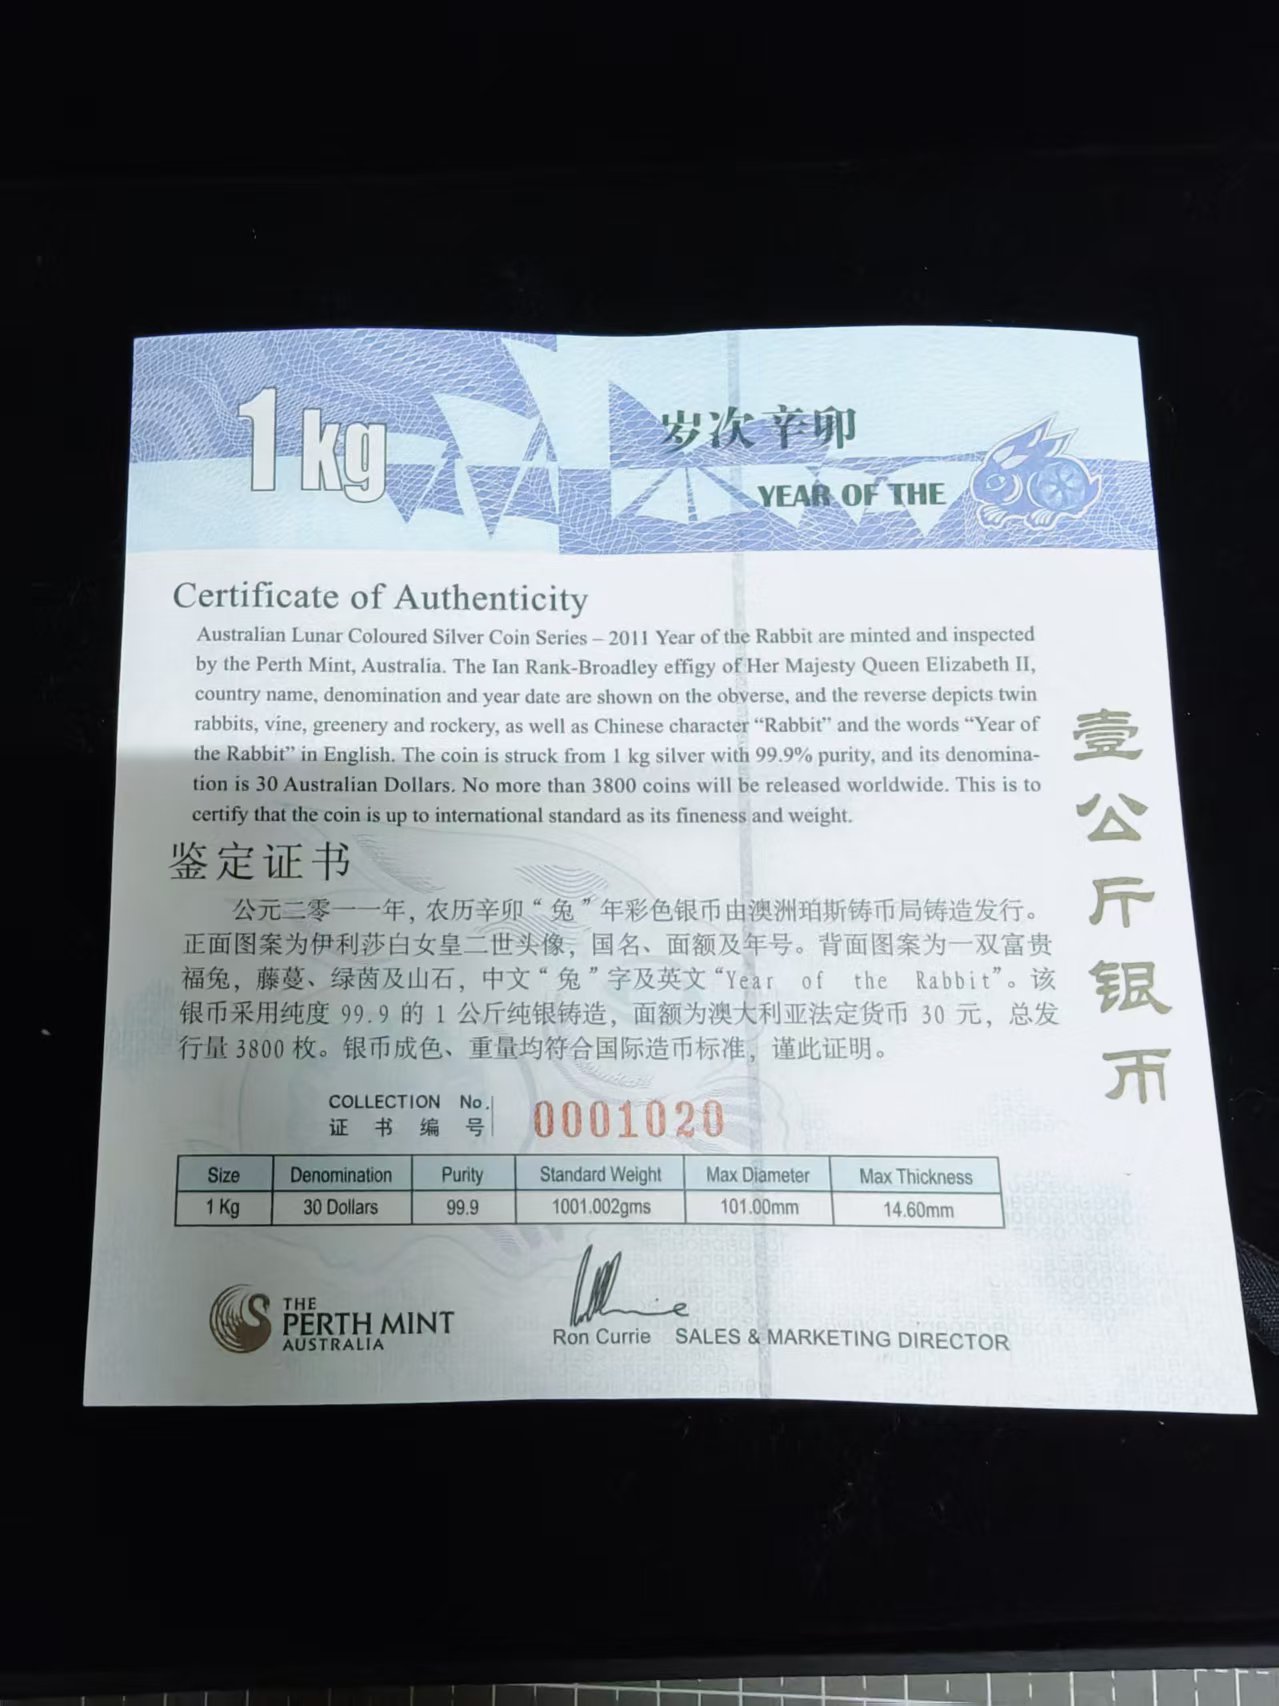 1 kg
岁次辛卯
YEAR OF THE
Certificate of Authenticity
Australian Lunar Coloured Silver Coin Series – 2011 Year of the Rabbit are minted and inspected
by the Perth Mint, Australia. The Ian Rank-Broadley effigy of Her Majesty Queen Elizabeth II,
country name, denomination and year date are shown on the obverse, and the reverse depicts twin
rabbits, vine, greenery and rockery, as well as Chinese character “Rabbit” and the words “Year of
the Rabbit” in English. The coin is struck from 1 kg silver with 99.9% purity, and its denomina-
tion is 30 Australian Dollars. No more than 3800 coins will be released worldwide. This is to
certify that the coin is up to international standard as its fineness and weight.
鉴定证书
公元二零一一年，农历辛卯“兔”年彩色银币由澳洲珀斯铸币局铸造发行。
正面图案为伊利莎白女皇二世头像，国名、面额及年号。背面图案为一双富贵
福兔，藤蔓、绿茵及山石，中文“兔”字及英文“Year of the Rabbit”。该
银币采用纯度 99.9 的 1 公斤纯银铸造，面额为澳大利亚法定货币 30 元，总发
行量 3800 枚。银币成色、重量均符合国际造币标准，谨此证明。
壹公斤银币
COLLECTION No.
证书编号
0001020
Size Denomination Purity Standard Weight Max Diameter Max Thickness
1 Kg 30 Dollars 99.9 1001.002gms 101.00mm 14.60mm
THE
PERTH MINT
AUSTRALIA
Ron Currie SALES & MARKETING DIRECTOR